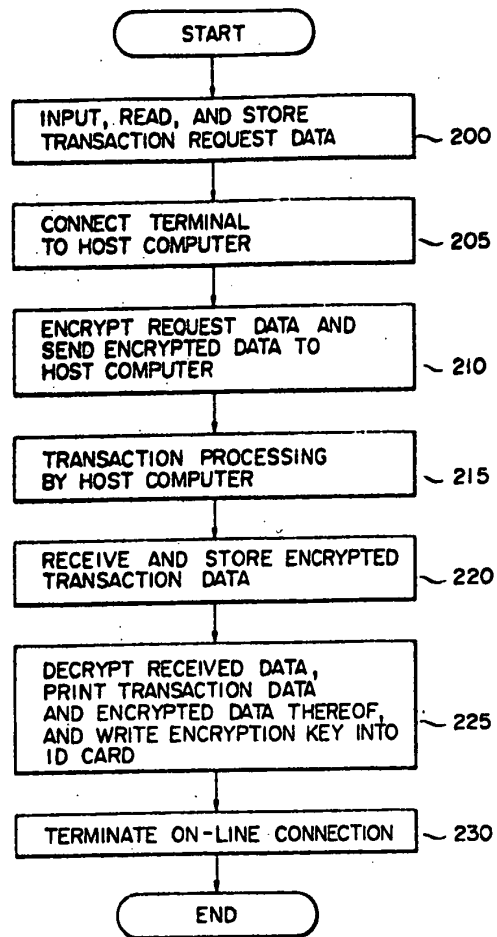 START
INPUT, READ, AND STORE
TRANSACTION REQUEST DATA
200
CONNECT TERMINAL
TO HOST COMPUTER
205
ENCRYPT REQUEST DATA AND
SEND ENCRYPTED DATA TO
HOST COMPUTER
210
TRANSACTION PROCESSING
BY HOST COMPUTER
215
RECEIVE AND STORE ENCRYPTED
TRANSACTION DATA
220
DECRYPT RECEIVED DATA,
PRINT TRANSACTION DATA
AND ENCRYPTED DATA THEREOF,
AND WRITE ENCRYPTION KEY INTO
ID CARD
225
TERMINATE ON-LINE CONNECTION
230
END